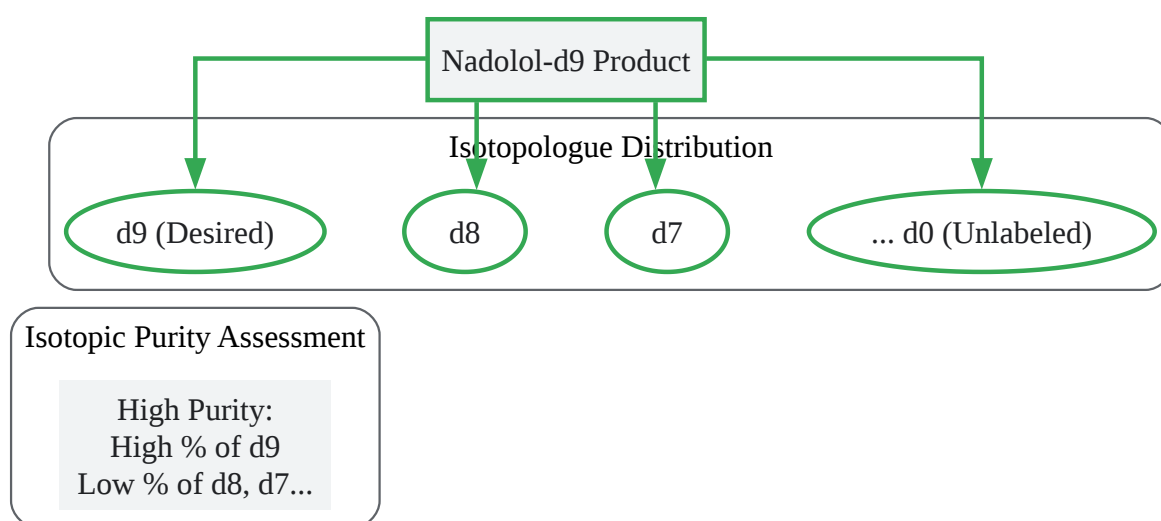 Nadolol-d9 Product
Isotopologue Distribution
d9 (Desired)
d8
d7
... d0 (Unlabeled)
Isotopic Purity Assessment
High Purity:
High % of d9
Low % of d8, d7...